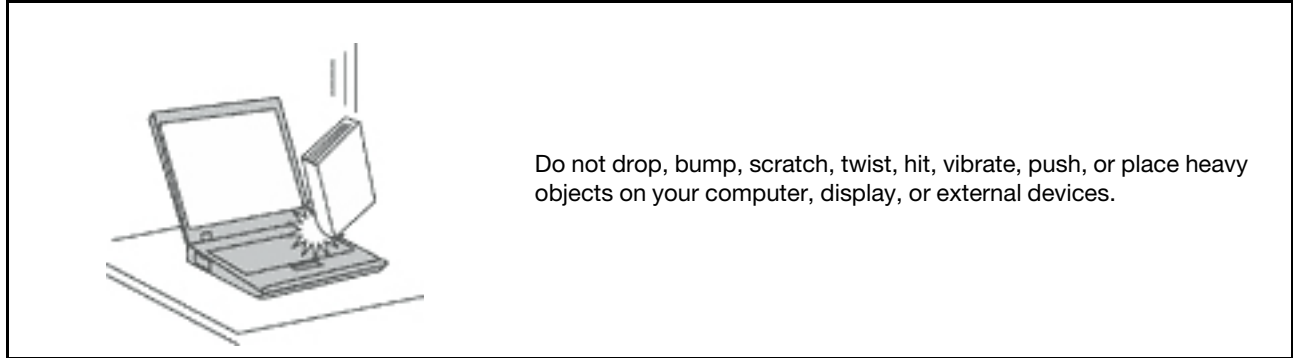 Do not drop, bump, scratch, twist, hit, vibrate, push, or place heavy
objects on your computer, display, or external devices.